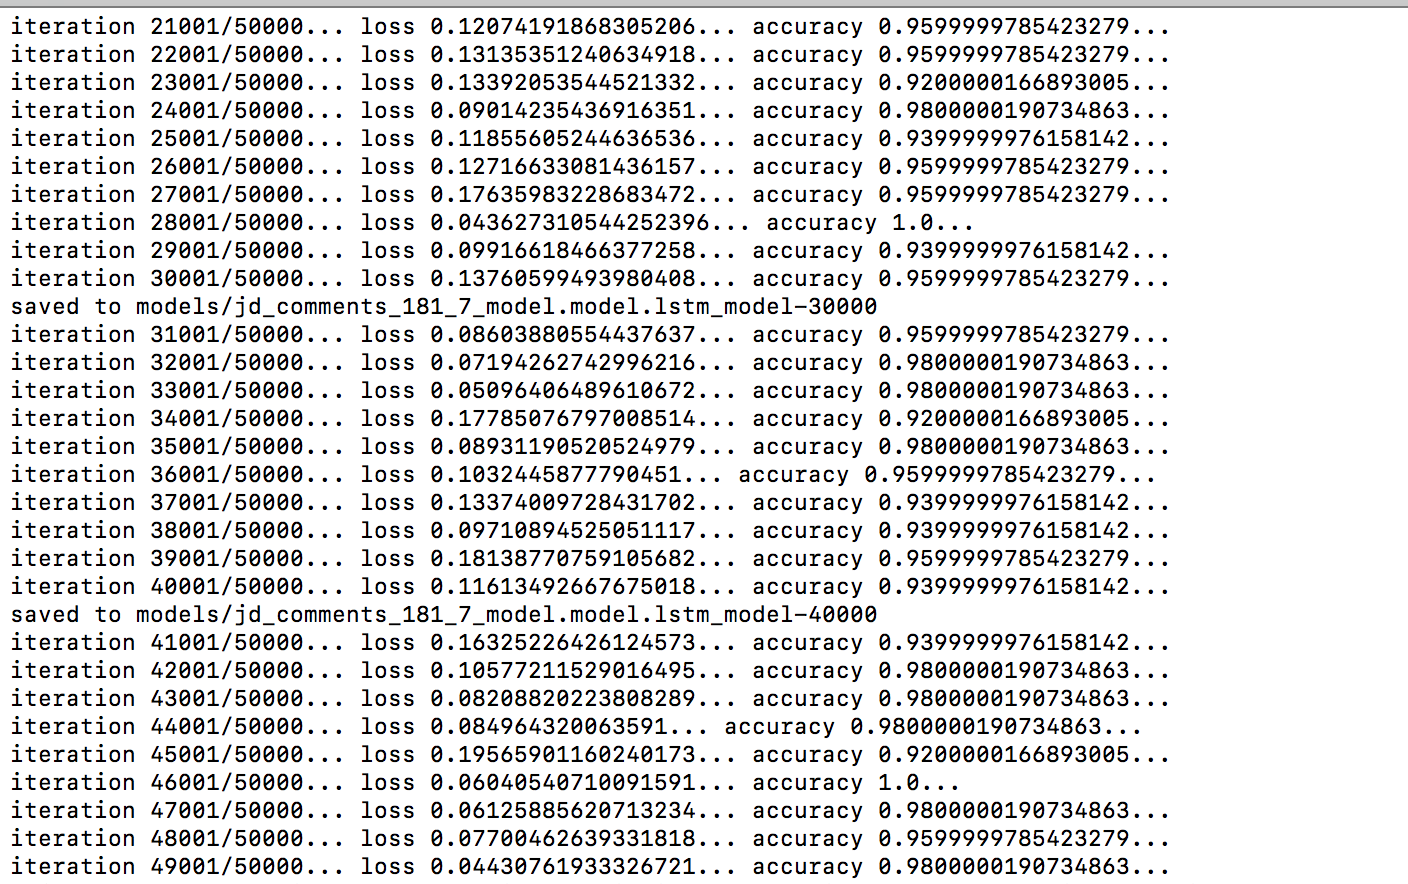 iteration 21001/50000... loss 0.12074191868305206... accuracy 0.9599999785423279...
iteration 22001/50000... loss 0.13135351240634918... accuracy 0.9599999785423279...
iteration 23001/50000... loss 0.13392053544521332... accuracy 0.9200000166893005...
iteration 24001/50000... loss 0.09014235436916351... accuracy 0.9800000190734863...
iteration 25001/50000... loss 0.11855605244636536... accuracy 0.9399999976158142...
iteration 26001/50000... loss 0.12716633081436157... accuracy 0.9599999785423279...
iteration 27001/50000... loss 0.17635983228683472... accuracy 0.9599999785423279...
iteration 28001/50000... loss 0.043627310544252396... accuracy 1.0...
iteration 29001/50000... loss 0.09916618466377258... accuracy 0.9399999976158142...
iteration 30001/50000... loss 0.13760599493980408... accuracy 0.9599999785423279...
saved to models/jd_comments_181_7_model.model.lstm_model-30000
iteration 31001/50000... loss 0.08603880554437637... accuracy 0.9599999785423279...
iteration 32001/50000... loss 0.07194262742996216... accuracy 0.9800000190734863...
iteration 33001/50000... loss 0.05096406489610672... accuracy 0.9800000190734863...
iteration 34001/50000... loss 0.17785076797008514... accuracy 0.9200000166893005...
iteration 35001/50000... loss 0.08931190520524979... accuracy 0.9800000190734863...
iteration 36001/50000... loss 0.1032445877790451... accuracy 0.9599999785423279...
iteration 37001/50000... loss 0.13374009728431702... accuracy 0.9399999976158142...
iteration 38001/50000... loss 0.09710894525051117... accuracy 0.9399999976158142...
iteration 39001/50000... loss 0.18138770759105682... accuracy 0.9599999785423279...
iteration 40001/50000... loss 0.11613492667675018... accuracy 0.9399999976158142...
saved to models/jd_comments_181_7_model.model.lstm_model-40000
iteration 41001/50000... loss 0.16325226426124573... accuracy 0.9399999976158142...
iteration 42001/50000... loss 0.10577211529016495... accuracy 0.9800000190734863...
iteration 43001/50000... loss 0.08208820223808289... accuracy 0.9800000190734863...
iteration 44001/50000... loss 0.084964320063591... accuracy 0.9800000190734863...
iteration 45001/50000... loss 0.19565901160240173... accuracy 0.9200000166893005...
iteration 46001/50000... loss 0.06040540710091591... accuracy 1.0...
iteration 47001/50000... loss 0.06125885620713234... accuracy 0.9800000190734863...
iteration 48001/50000... loss 0.07700462639331818... accuracy 0.9599999785423279...
iteration 49001/50000... loss 0.04430761933326721... accuracy 0.9800000190734863...